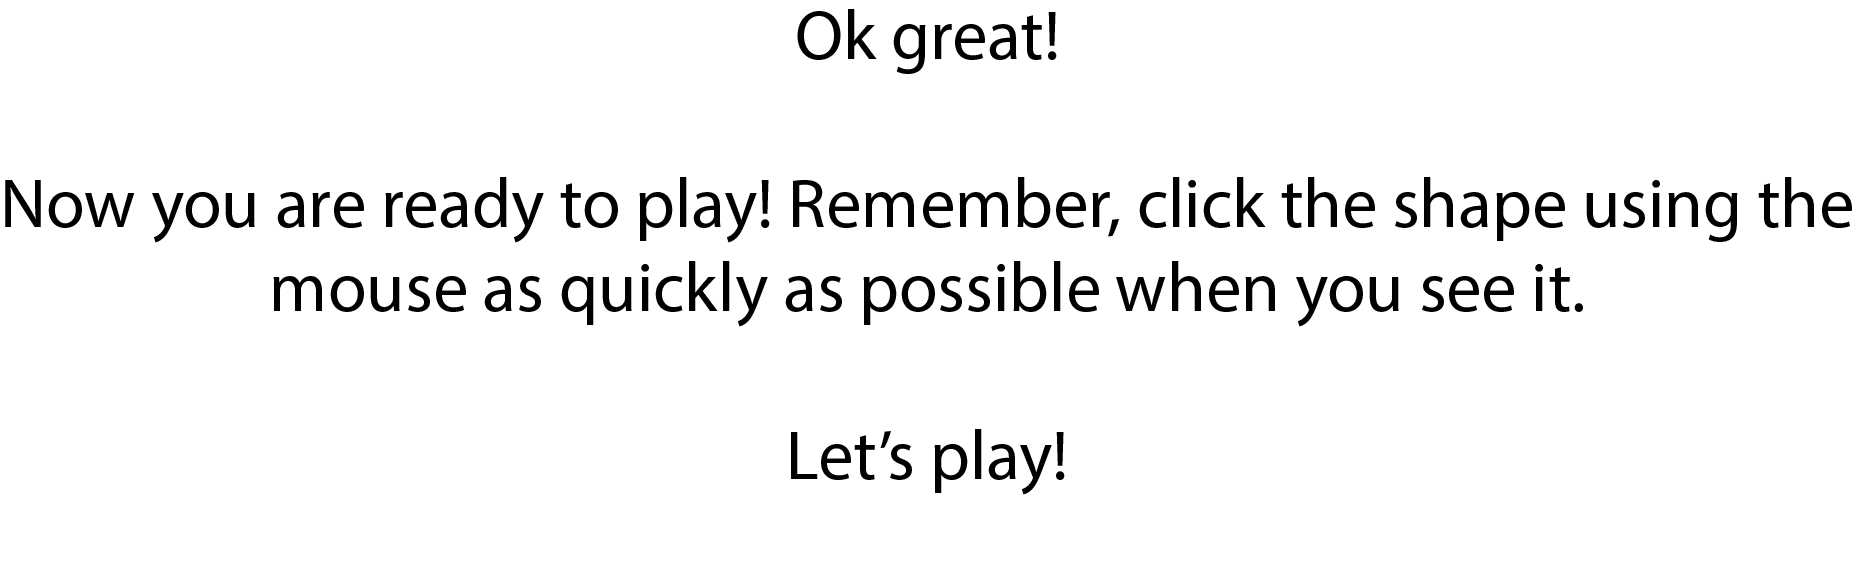 Ok great!
Now you are ready to play! Remember, click the shape using the
mouse as quickly as possible when you see it.
Let’s play!